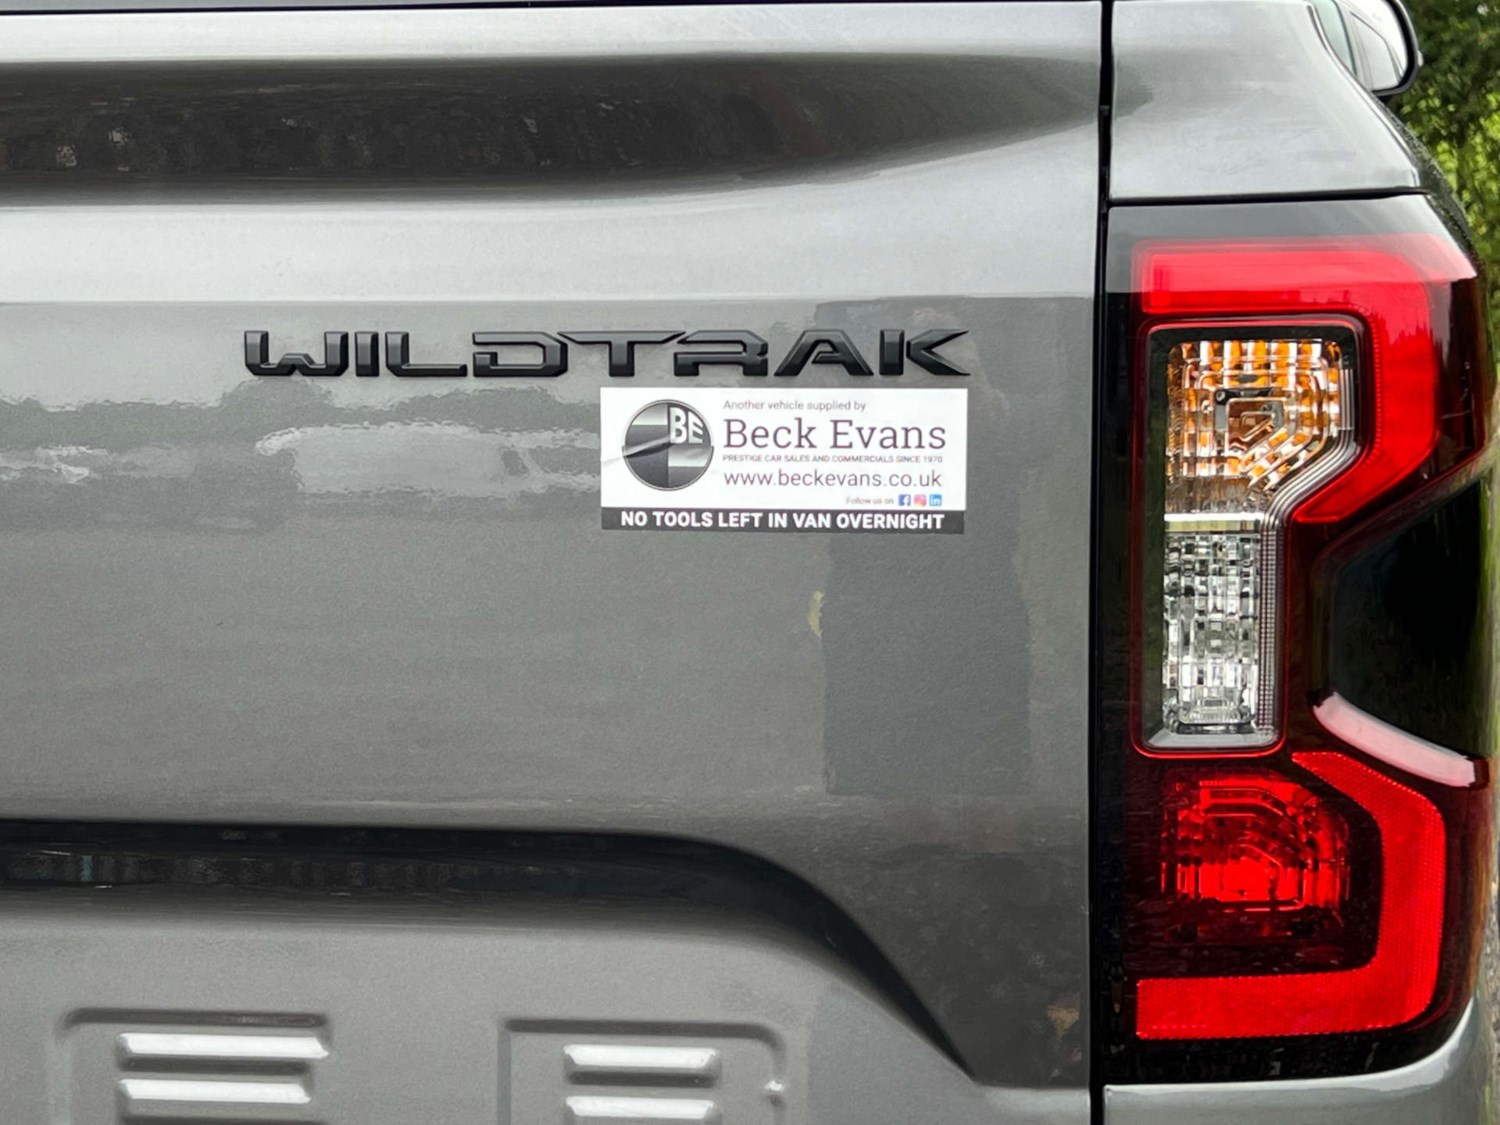 WILDTRAK
BE
Another vehicle supplied by
Beck Evans
PRESTIGE CAR SALES AND COMMERCIALS SINCE 1970
www.beckevans.co.uk
Follow us on
NO TOOLS LEFT IN VAN OVERNIGHT